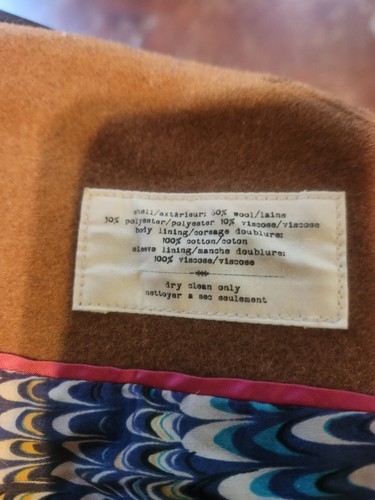 shell/extérieur: 60% wool/laine
30% polyester/polyester 10% viscose/viscose
body lining/corsage doublure:
100% cotton/coton
sleeve lining/manche doublure:
100% viscose/viscose
dry clean only
nettoyer a sec seulement